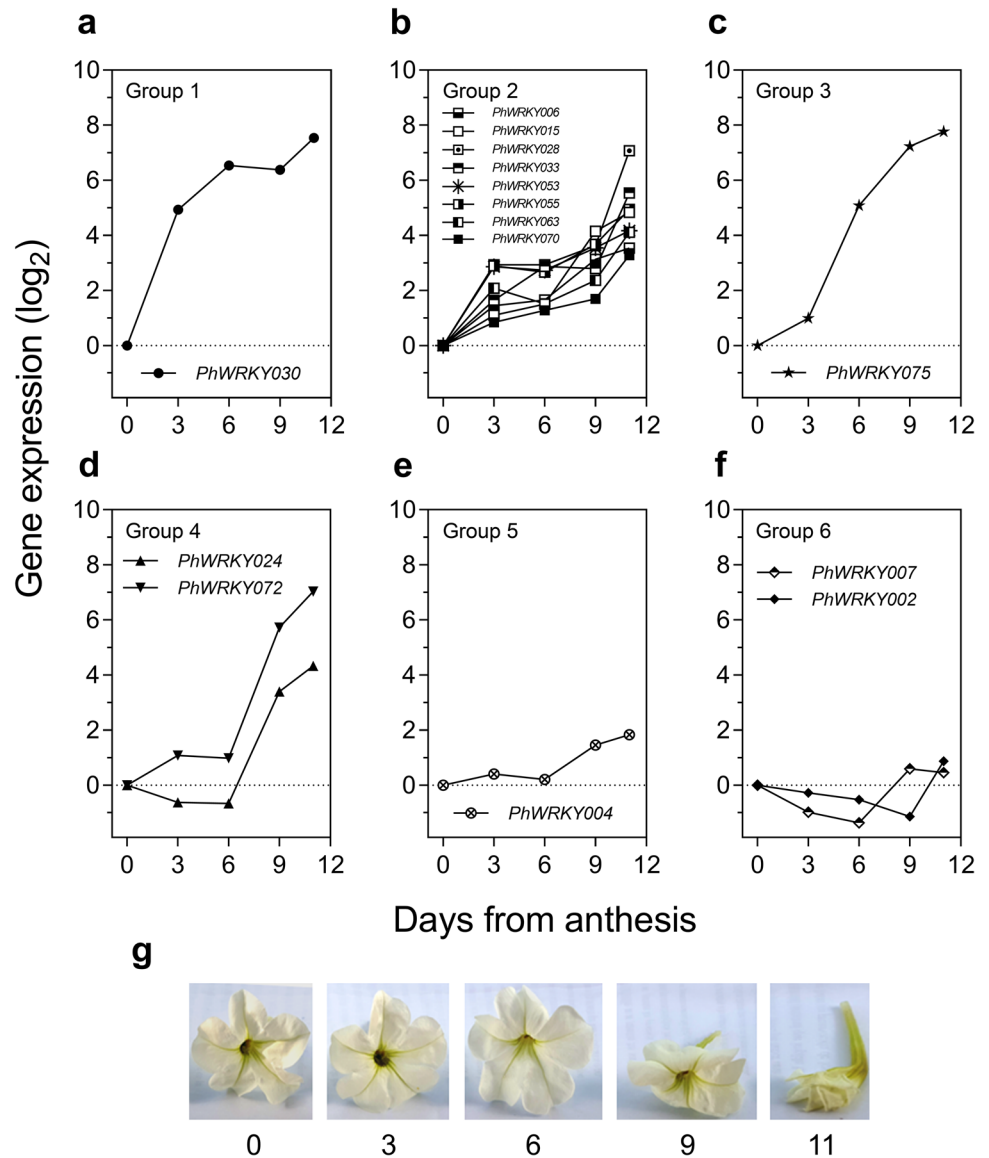 a
b
c
Gene expression (log2)
10
8
6
4
2
0
Group 1
PhWRKY030
0 3 6 9 12
10
8
6
4
2
0
Group 2
PhWRKY006
PhWRKY015
PhWRKY028
PhWRKY033
PhWRKY053
PhWRKY055
PhWRKY063
PhWRKY070
0 3 6 9 12
10
8
6
4
2
0
Group 3
PhWRKY075
0 3 6 9 12
d
e
f
10
8
6
4
2
0
Group 4
PhWRKY024
PhWRKY072
0 3 6 9 12
10
8
6
4
2
0
Group 5
PhWRKY004
0 3 6 9 12
10
8
6
4
2
0
Group 6
PhWRKY007
PhWRKY002
0 3 6 9 12
Days from anthesis
g
0 3 6 9 11